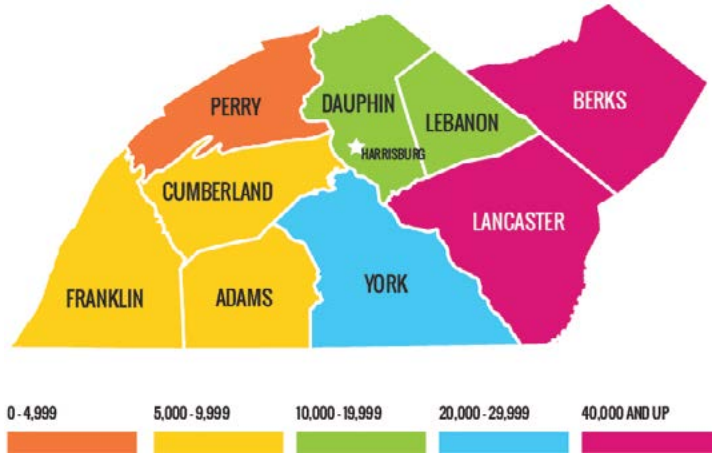 PERRY
DAUPHIN
LEBANON
BERKS
HARRISBURG
CUMBERLAND
LANCASTER
FRANKLIN
ADAMS
YORK
0 - 4,999
5,000 - 9,999
10,000 - 19,999
20,000 - 29,999
40,000 AND UP